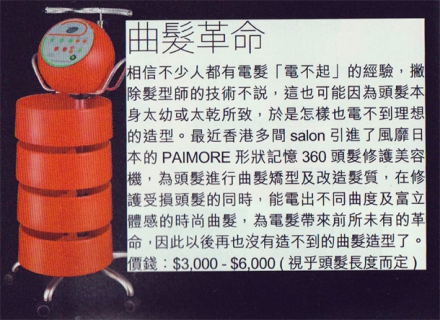 曲髮革命
相信不少人都有電髮「電不起」的經驗，撇
除髮型師的技術不說，這也可能因為頭髮本
身太幼或太乾所致，於是怎樣也電不到理想
的造型。最近香港多間 salon 引進了風靡日
本的 PAIMORE 形狀記憶 360 頭髮修護美容
機，為頭髮進行曲髮矯型及改造髮質，在修
護受損頭髮的同時，能電出不同曲度及富立
體感的時尚曲髮，為電髮帶來前所未有的革
命，因此以後再也沒有造不到的曲髮造型了。
價錢：$3,000 - $6,000 ( 視乎頭髮長度而定 )